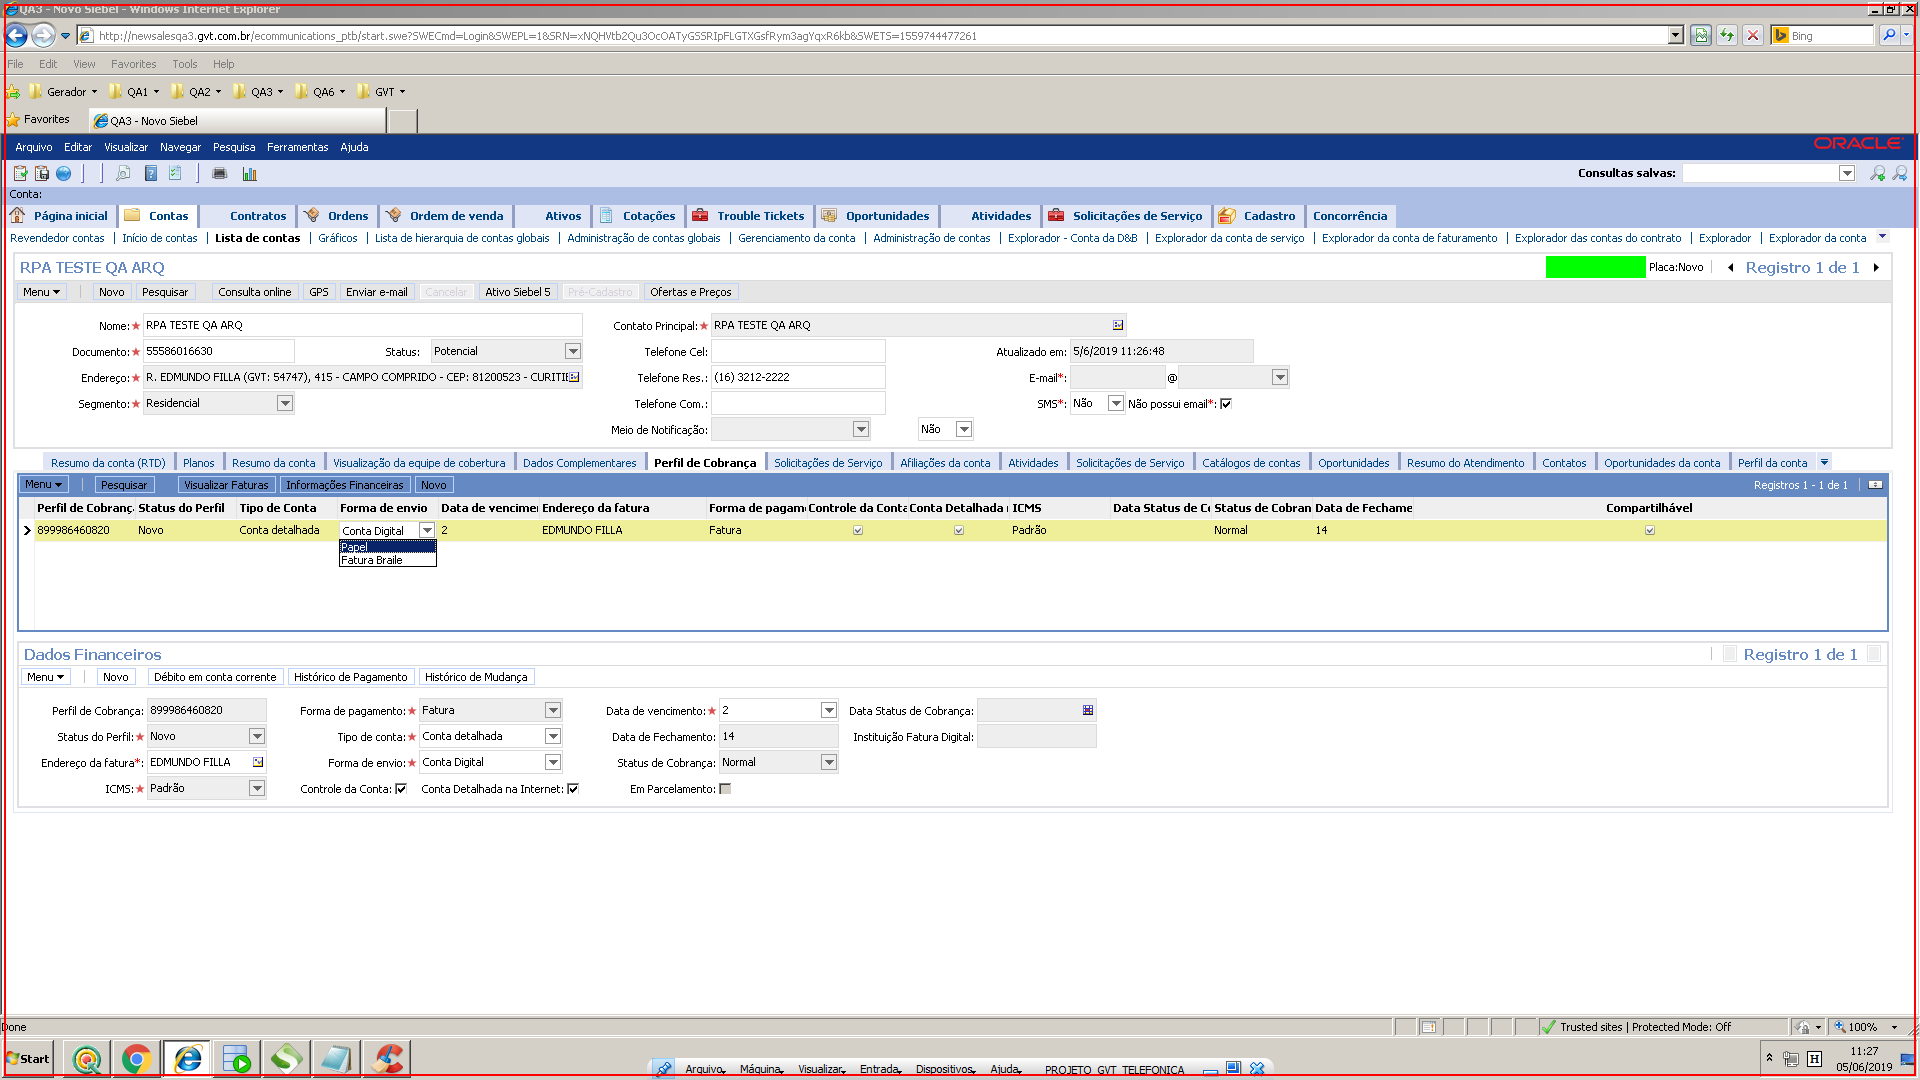 QA3 - Novo Siebel - Windows Internet Explorer
http://newsalesqa3.gvt.com.br/ecommunications_ptb/start.swe?SWECmd=Login&SWEPL=1&SRN=xNQHVtb2Qu3OcOATyGSSRIpFLGTXGsfRym3agYqxR6kb&SWETS=1559744477261
Bing
File Edit View Favorites Tools Help
Gerador QA1 QA2 QA3 QA6 GVT
Favorites QA3 - Novo Siebel
Arquivo Editar Visualizar Navegar Pesquisa Ferramentas Ajuda ORACLE
Consultas salvas:
Conta:
Página inicial Contas Contratos Ordens Ordem de venda Ativos Cotações Trouble Tickets Oportunidades Atividades Solicitações de Serviço Cadastro Concorrência
Revendedor contas | Início de contas | Lista de contas | Gráficos | Lista de hierarquia de contas globais | Administração de contas globais | Gerenciamento da conta | Administração de contas | Explorador - Conta da D&B | Explorador da conta de serviço | Explorador da conta de faturamento | Explorador das contas do contrato | Explorador | Explorador da conta
RPA TESTE QA ARQ Placa:Novo Registro 1 de 1
Menu Novo Pesquisar Consulta online GPS Enviar e-mail Cancelar Ativo Siebel 5 Pré-Cadastro Ofertas e Preços
Nome: RPA TESTE QA ARQ Contato Principal: RPA TESTE QA ARQ
Documento: 55586016630 Status: Potencial Telefone Cel: Atualizado em: 5/6/2019 11:26:48
Endereço: R. EDMUNDO FILLA (GVT: 54747), 415 - CAMPO COMPRIDO - CEP: 81200523 - CURITI Telefone Res.: (16) 3212-2222 E-mail*: @
Segmento: Residencial Telefone Com.: SMS*: Não Não possui email*:
Meio de Notificação: Não
Resumo da conta (RTD) Planos Resumo da conta Visualização da equipe de cobertura Dados Complementares Perfil de Cobrança Solicitações de Serviço Afiliações da conta Atividades Solicitações de Serviço Catálogos de contas Oportunidades Resumo do Atendimento Contatos Oportunidades da conta Perfil da conta
Menu Pesquisar Visualizar Faturas Informações Financeiras Novo Registros 1 - 1 de 1
Perfil de Cobranç Status do Perfil Tipo de Conta Forma de envio Data de vencimen Endereço da fatura Forma de pagam Controle da Conta Conta Detalhada ICMS Data Status de C Status de Cobran Data de Fechame Compartilhável
899986460820 Novo Conta detalhada Conta Digital 2 EDMUNDO FILLA Fatura Padrão Normal 14
Papel
Fatura Braile
Dados Financeiros Registro 1 de 1
Menu Novo Débito em conta corrente Histórico de Pagamento Histórico de Mudança
Perfil de Cobrança: 899986460820 Forma de pagamento: Fatura Data de vencimento: 2 Data Status de Cobrança:
Status do Perfil: Novo Tipo de conta: Conta detalhada Data de Fechamento: 14 Instituição Fatura Digital:
Endereço da fatura*: EDMUNDO FILLA Forma de envio: Conta Digital Status de Cobrança: Normal
ICMS: Padrão Controle da Conta: Conta Detalhada na Internet: Em Parcelamento:
Done Trusted sites | Protected Mode: Off 100%
Start H 11:27
Arquivo Máquina Visualizar Entrada Dispositivos Ajuda PROJETO_GVT_TELEFONICA 05/06/2019